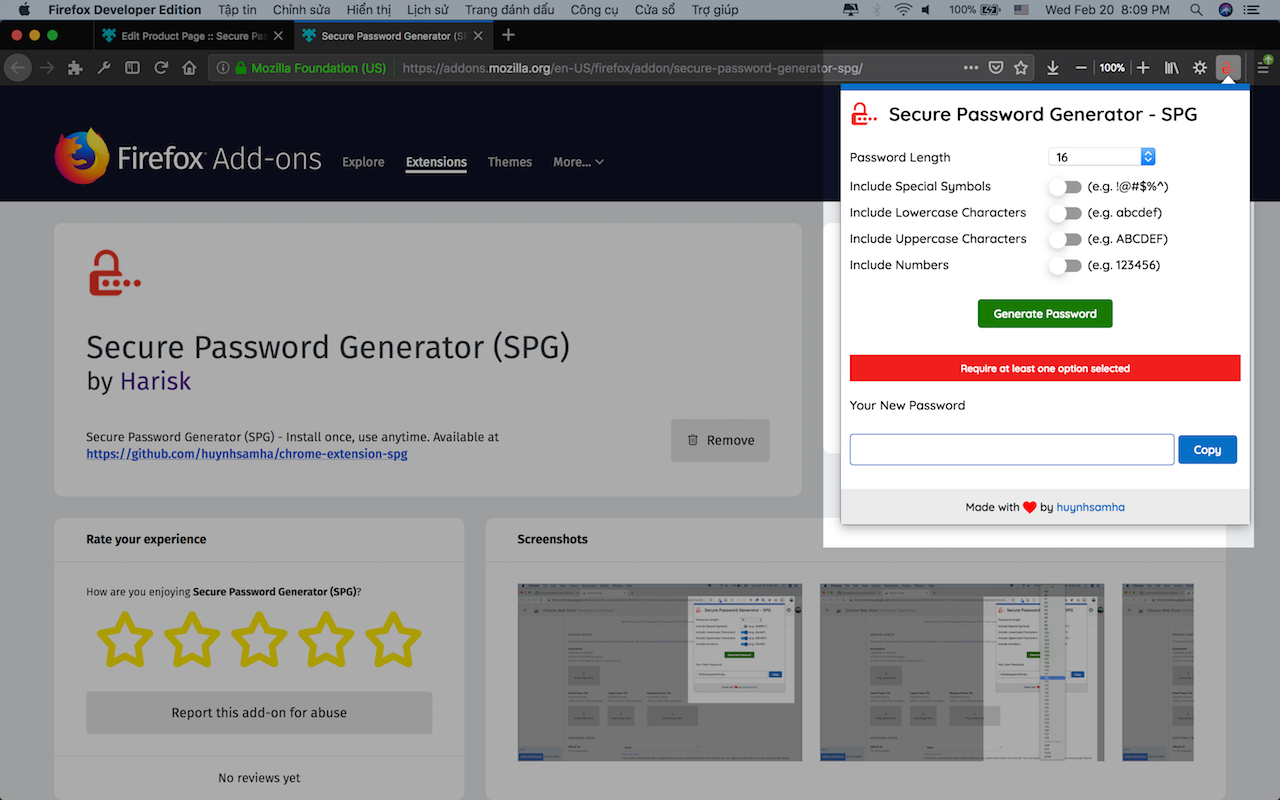 Firefox Developer Edition Tập tin Chỉnh sửa Hiển thị Lịch sử Trang đánh dấu Công cụ Cửa sổ Trợ giúp 100% Wed Feb 20 8:09 PM
Edit Product Page :: Secure Pa Secure Password Generator (SP
Mozilla Foundation (US) https://addons.mozilla.org/en-US/firefox/addon/secure-password-generator-spg/ 100%
Firefox Add-ons Explore Extensions Themes More...
Secure Password Generator (SPG)
by Harisk
Secure Password Generator (SPG) - Install once, use anytime. Available at
https://github.com/huynhsamha/chrome-extension-spg
Remove
Rate your experience
How are you enjoying Secure Password Generator (SPG)?
Report this add-on for abuse
No reviews yet
Screenshots
Secure Password Generator - SPG
Password Length 16
Include Special Symbols (e.g. !@#$%^)
Include Lowercase Characters (e.g. abcdef)
Include Uppercase Characters (e.g. ABCDEF)
Include Numbers (e.g. 123456)
Generate Password
Require at least one option selected
Your New Password
Copy
Made with ❤ by huynhsamha